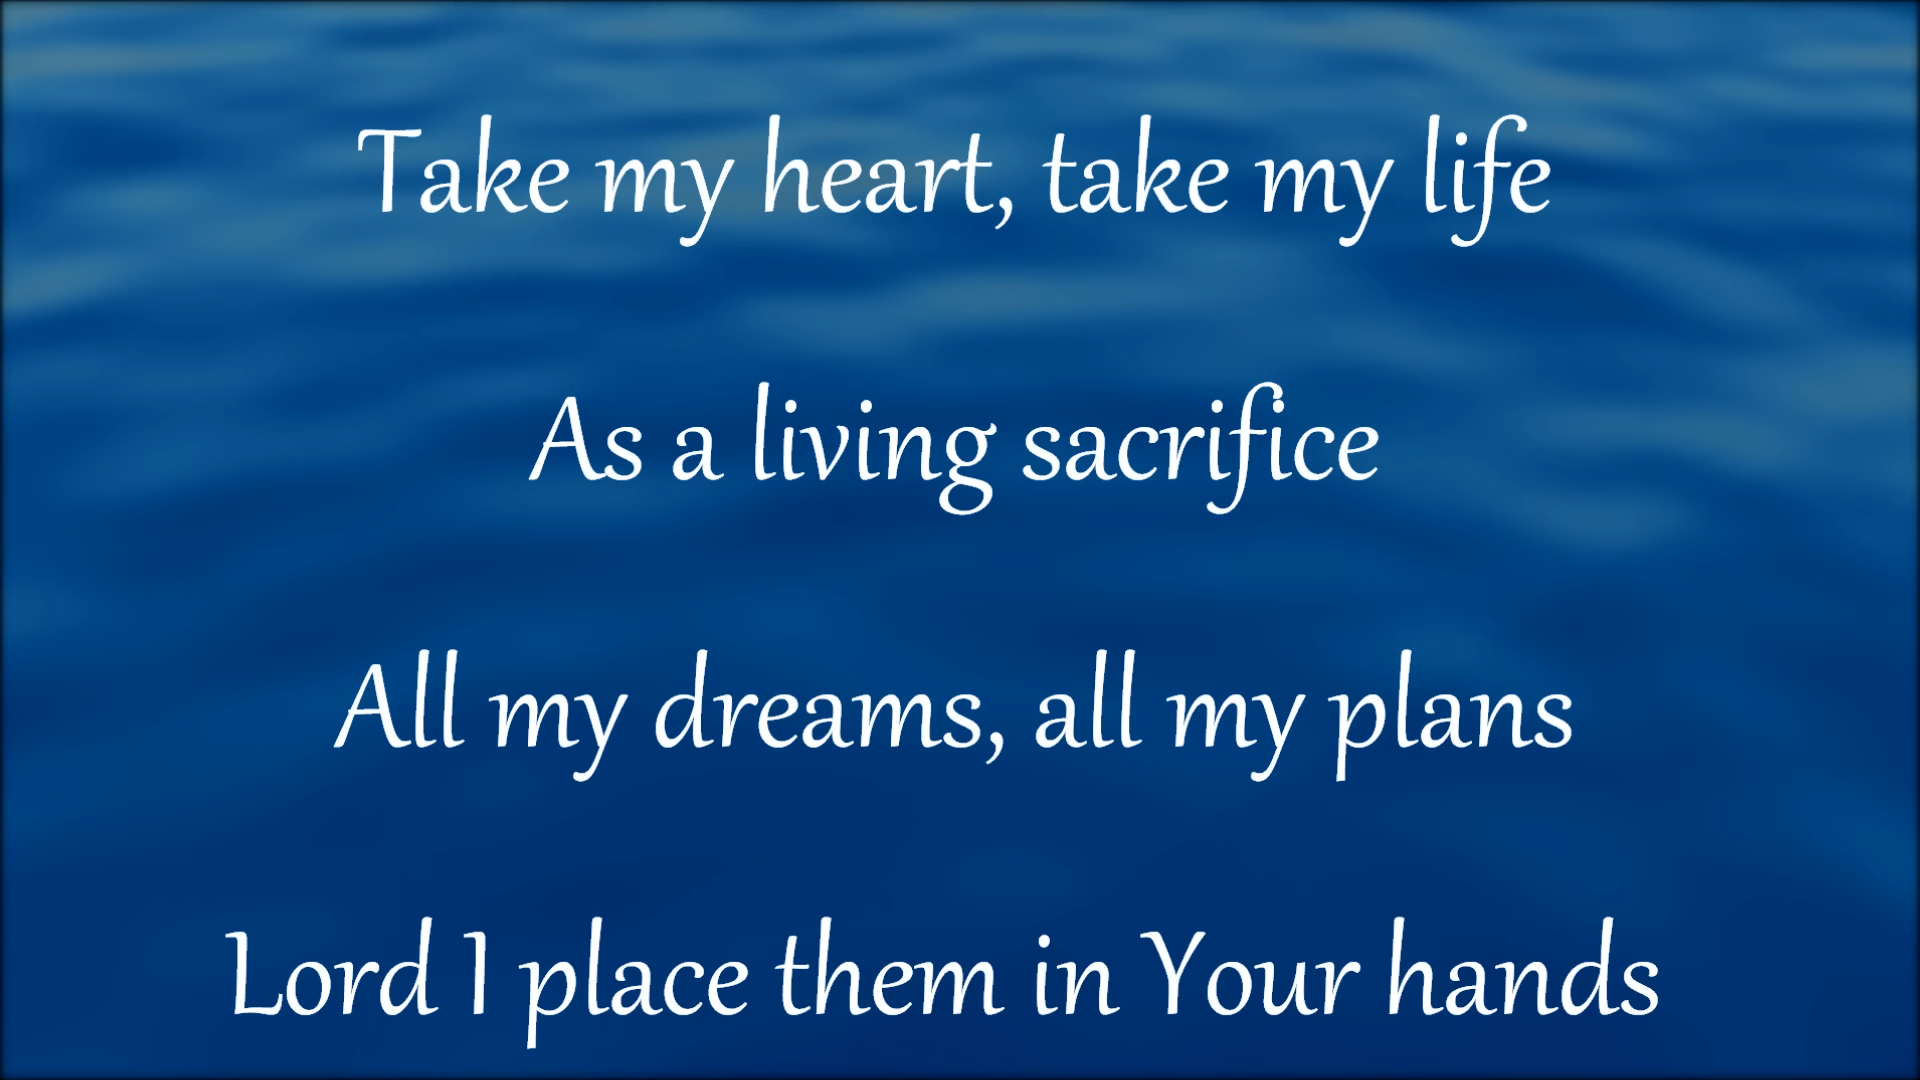 Take my heart, take my life
As a living sacrifice
All my dreams, all my plans
Lord I place them in Your hands